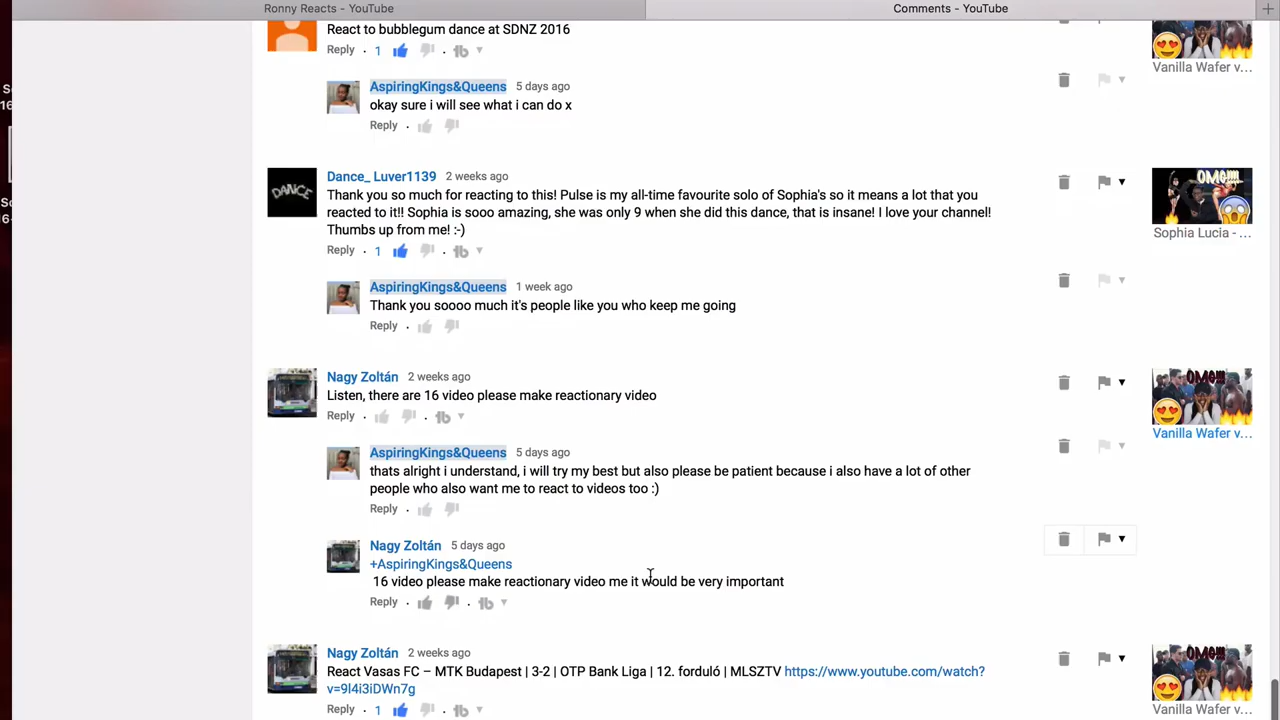 Ronny Reacts - YouTube
Comments - YouTube
React to bubblegum dance at SDNZ 2016
Reply · 1
Vanilla Wafer v...
AspiringKings&Queens 5 days ago
okay sure i will see what i can do x
Reply ·
Dance_ Luver1139 2 weeks ago
Thank you so much for reacting to this! Pulse is my all-time favourite solo of Sophia's so it means a lot that you
reacted to it!! Sophia is sooo amazing, she was only 9 when she did this dance, that is insane! I love your channel!
Thumbs up from me! :-)
Reply · 1
DANCE
OMG!!!
Sophia Lucia - ...
AspiringKings&Queens 1 week ago
Thank you soooo much it's people like you who keep me going
Reply ·
Nagy Zoltán 2 weeks ago
Listen, there are 16 video please make reactionary video
Reply ·
OMG!!!
Vanilla Wafer v...
AspiringKings&Queens 5 days ago
thats alright i understand, i will try my best but also please be patient because i also have a lot of other
people who also want me to react to videos too :)
Reply ·
Nagy Zoltán 5 days ago
+AspiringKings&Queens
16 video please make reactionary video me it would be very important
Reply ·
Nagy Zoltán 2 weeks ago
React Vasas FC – MTK Budapest | 3-2 | OTP Bank Liga | 12. forduló | MLSZTV https://www.youtube.com/watch?
v=9l4i3iDWn7g
Reply · 1
OMG!!!
Vanilla Wafer v...